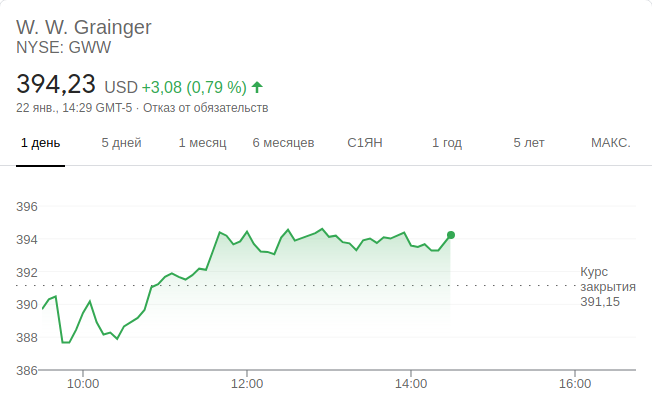 W. W. Grainger
NYSE: GWW
394,23 USD +3,08 (0,79 %)
22 янв., 14:29 GMT-5 · Отказ от обязательств
1 день 5 дней 1 месяц 6 месяцев С1ЯН 1 год 5 лет МАКС.
396
394
392
Курс
закрытия
391,15
390
388
386
10:00 12:00 14:00 16:00